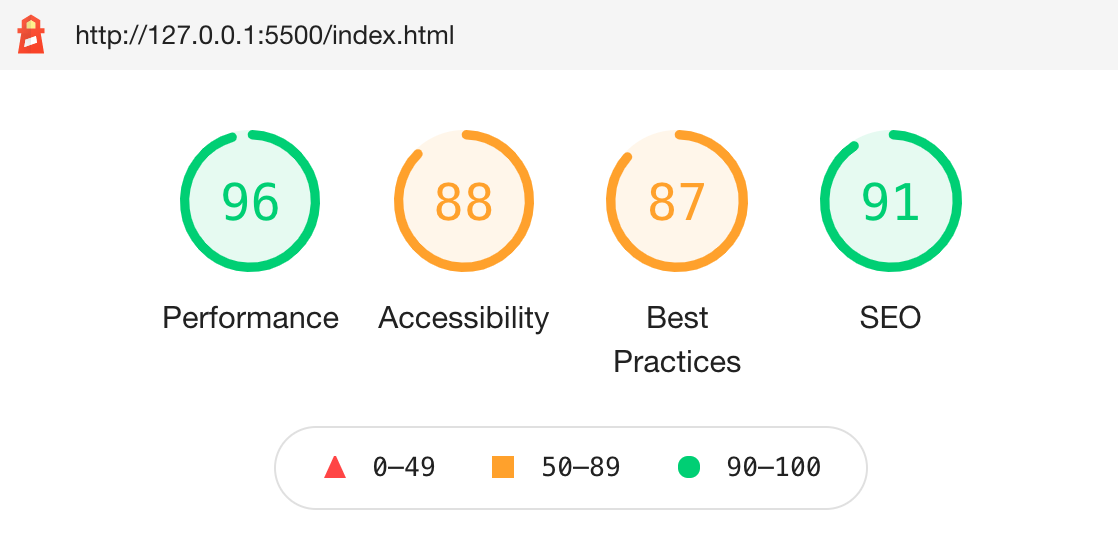 http://127.0.0.1:5500/index.html
96
88
87
91
Performance
Accessibility
Best
Practices
SEO
0–49
50–89
90–100